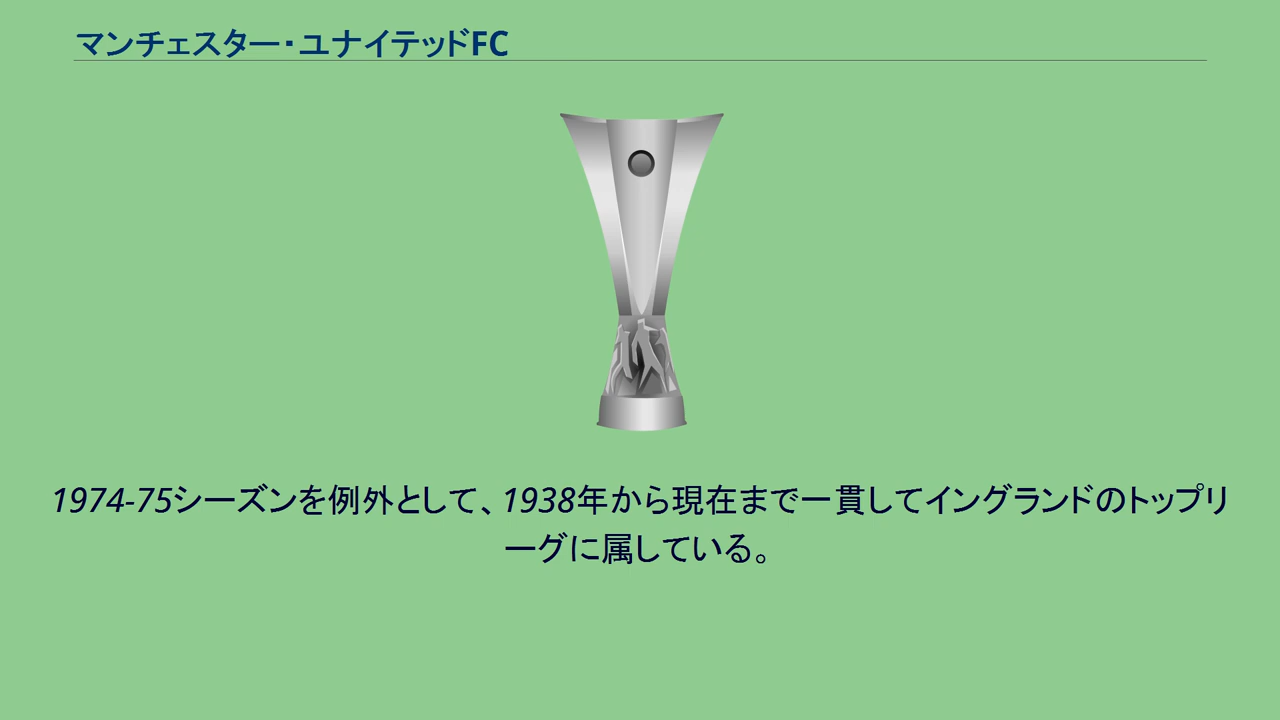 マンチェスター・ユナイテッドFC
1974-75シーズンを例外として、1938年から現在まで一貫してイングランドのトップリ
ーグに属している。